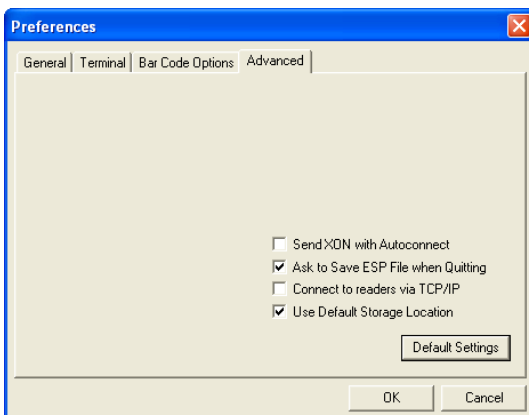 Preferences
General Terminal Bar Code Options Advanced
Send XON with Autoconnect
Ask to Save ESP File when Quitting
Connect to readers via TCP/IP
Use Default Storage Location
Default Settings
OK Cancel